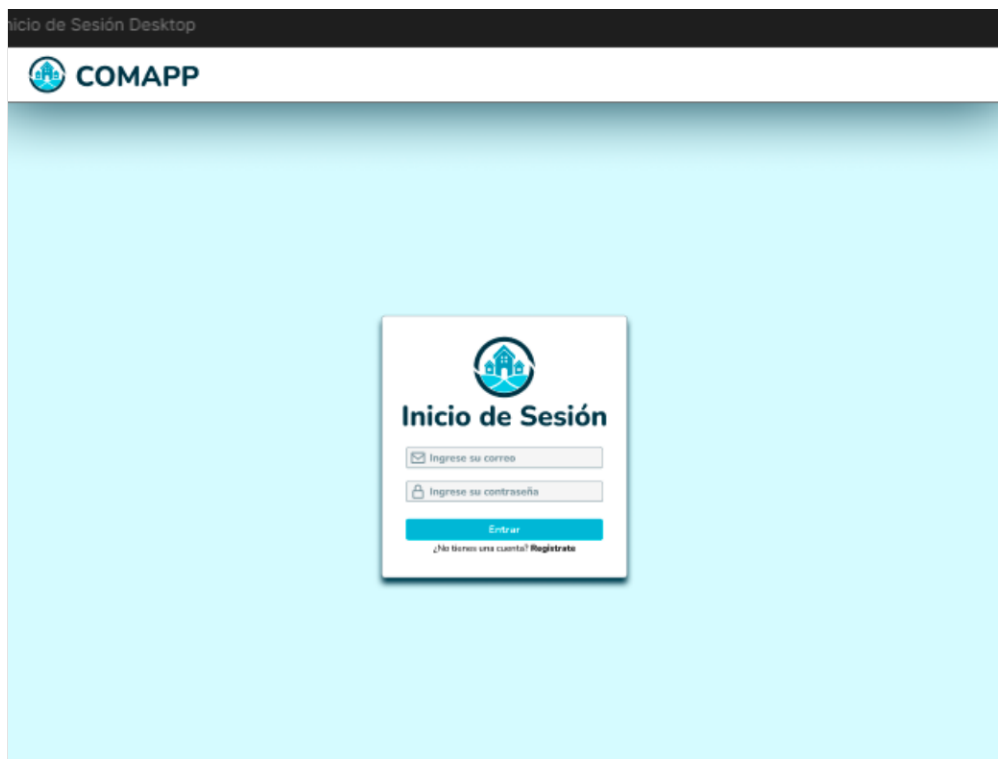 nicio de Sesión Desktop
COMAPP
Inicio de Sesión
Ingrese su correo
Ingrese su contraseña
Entrar
¿No tienes una cuenta? Registrate